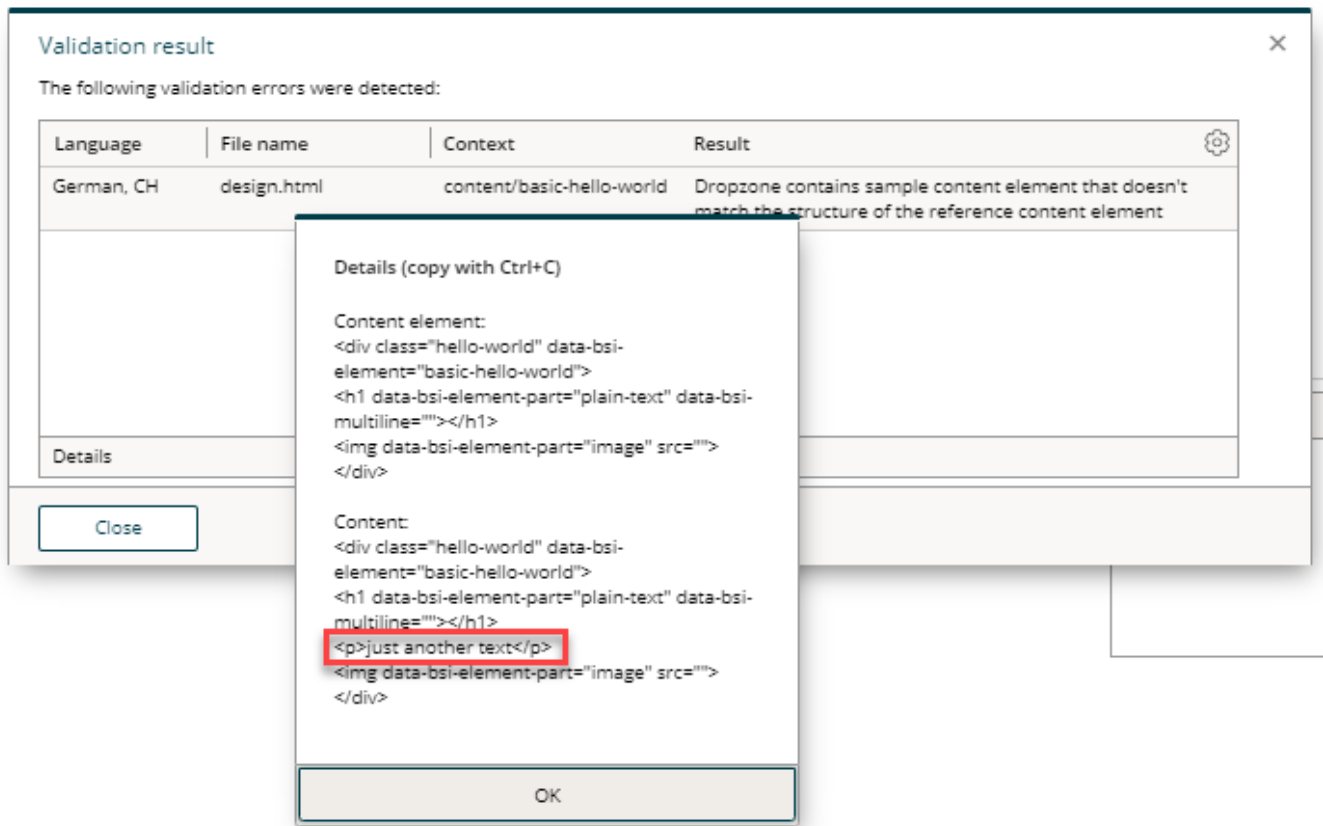 Validation result
The following validation errors were detected:
Language File name Context Result
German, CH design.html content/basic-hello-world Dropzone contains sample content element that doesn't
match the structure of the reference content element
Details (copy with Ctrl+C)
Content element:
<div class="hello-world" data-bsi-
element="basic-hello-world">
<h1 data-bsi-element-part="plain-text" data-bsi-
multiline=""></h1>
<img data-bsi-element-part="image" src="">
</div>
Details
Close
Content:
<div class="hello-world" data-bsi-
element="basic-hello-world">
<h1 data-bsi-element-part="plain-text" data-bsi-
multiline=""></h1>
<p>just another text</p>
<img data-bsi-element-part="image" src="">
</div>
OK